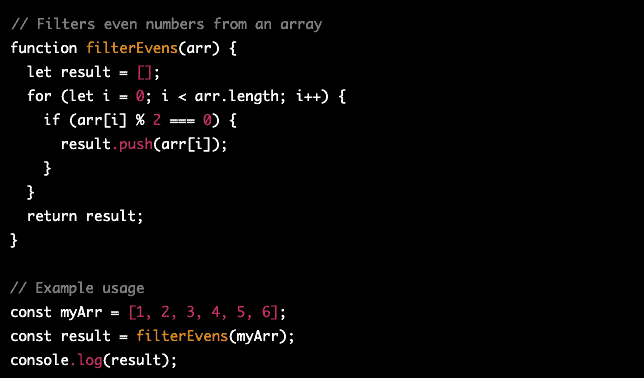 // Filters even numbers from an array
function filterEvens(arr) {
  let result = [];
  for (let i = 0; i < arr.length; i++) {
    if (arr[i] % 2 === 0) {
      result.push(arr[i]);
    }
  }
  return result;
}

// Example usage
const myArr = [1, 2, 3, 4, 5, 6];
const result = filterEvens(myArr);
console.log(result);